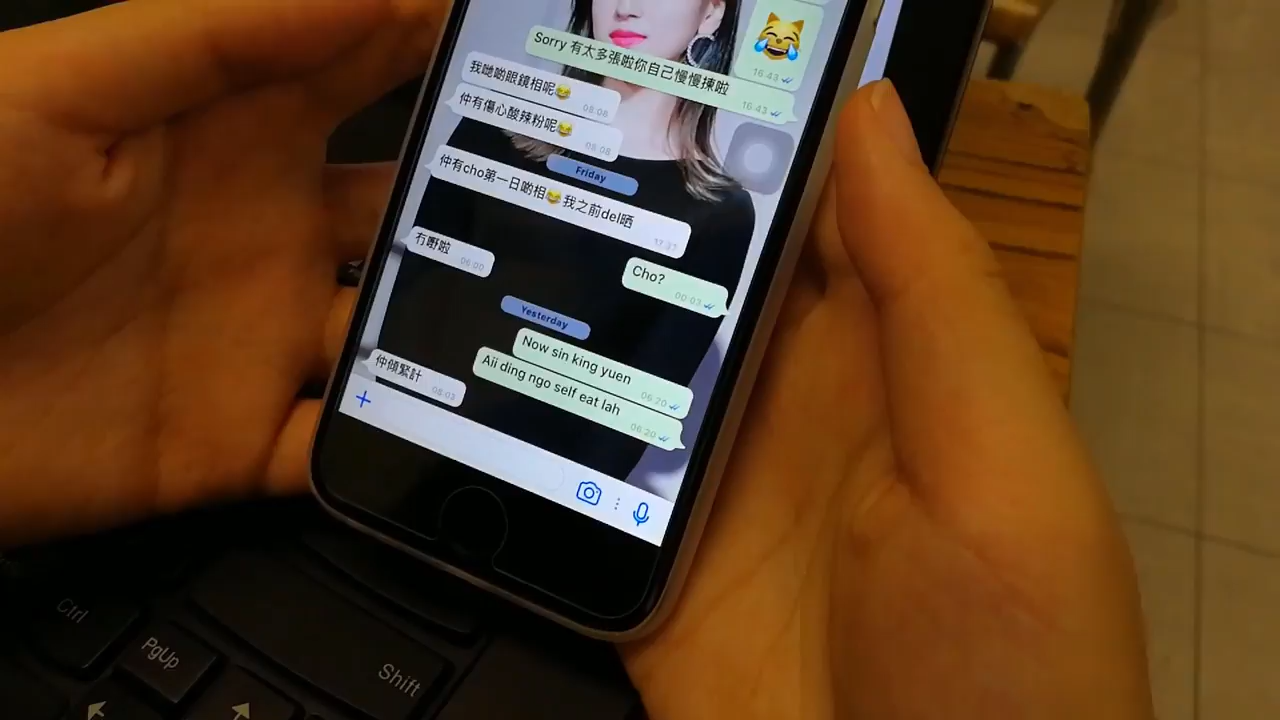 16:43
Sorry 有太多張啦你自己慢慢揀啦
16:43
我哋啲眼鏡相呢😂
08:08
仲有傷心酸辣粉呢😂
08:08
Friday
仲有cho第一日啲相😂 我之前del晒
17:37
Cho?
00:03
冇嘢啦
06:00
Yesterday
Now sin king yuen
06:20
Aii ding ngo self eat lah
06:20
仲傾緊計
08:03
Ctrl
PgUp
Shift